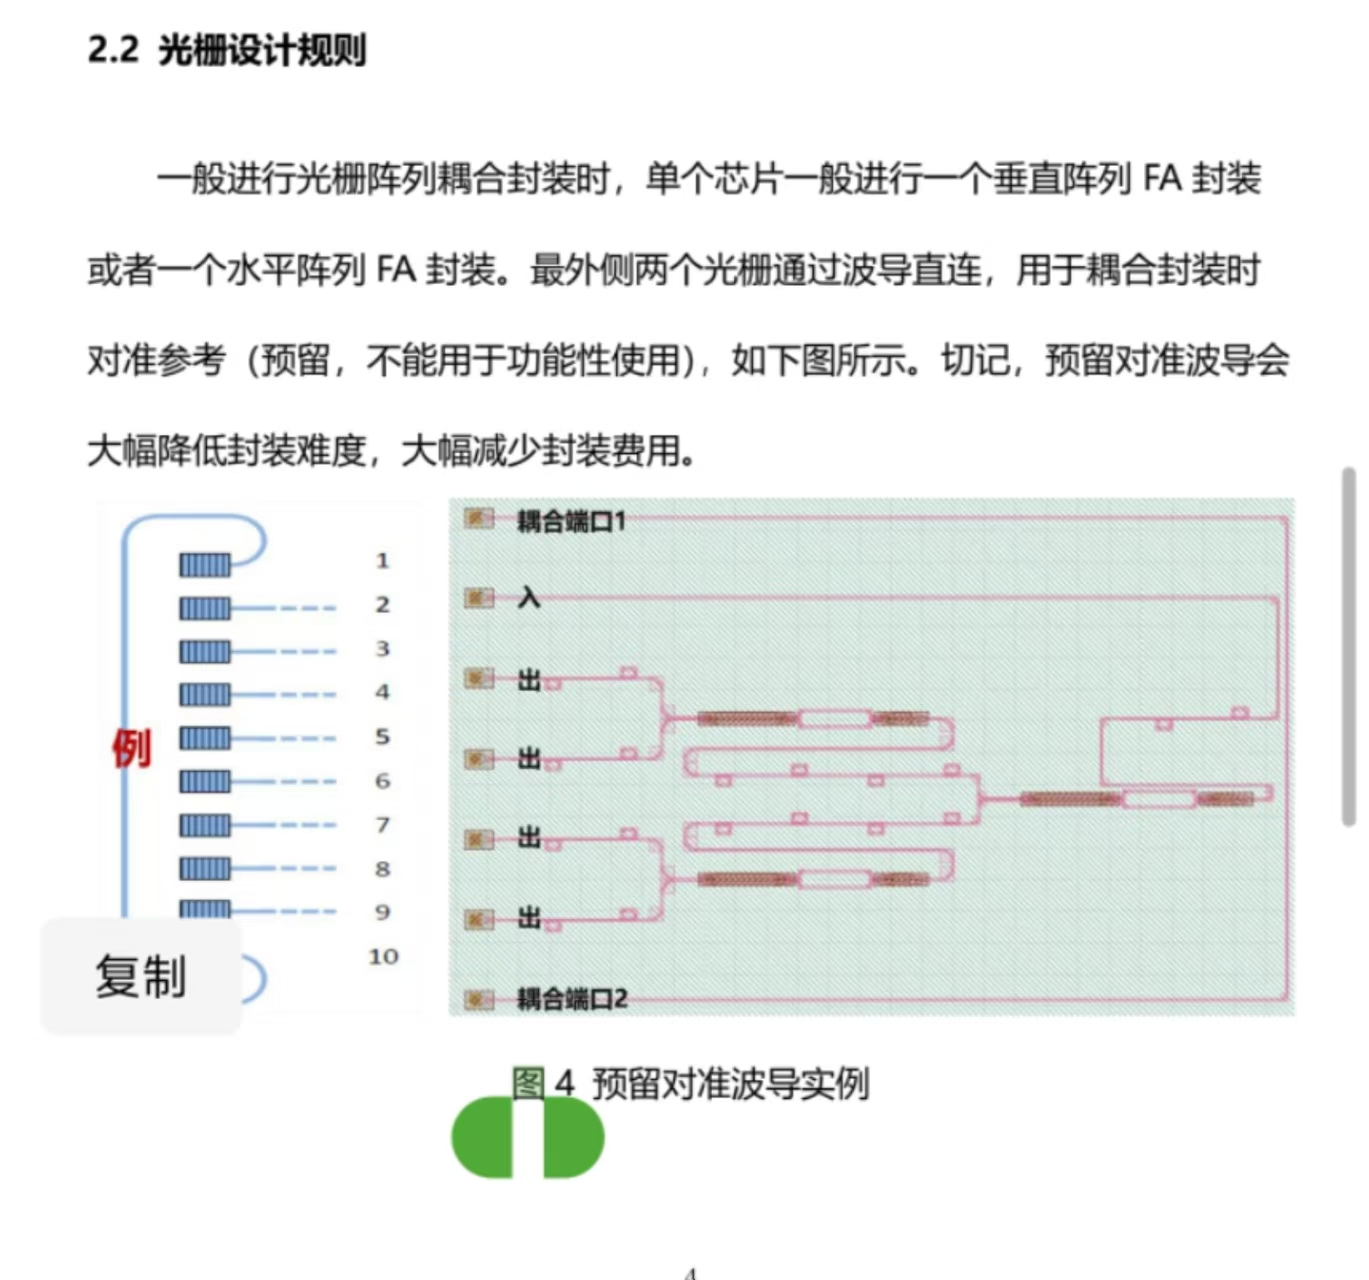 2.2 光栅设计规则
一般进行光栅阵列耦合封装时，单个芯片一般进行一个垂直阵列 FA 封装
或者一个水平阵列 FA 封装。最外侧两个光栅通过波导直连，用于耦合封装时
对准参考（预留，不能用于功能性使用），如下图所示。切记，预留对准波导会
大幅降低封装难度，大幅减少封装费用。
1
2
3
4
5
例
6
7
8
9
10
复制
耦合端口1
入
出
出
出
出
耦合端口2
图 4 预留对准波导实例
4